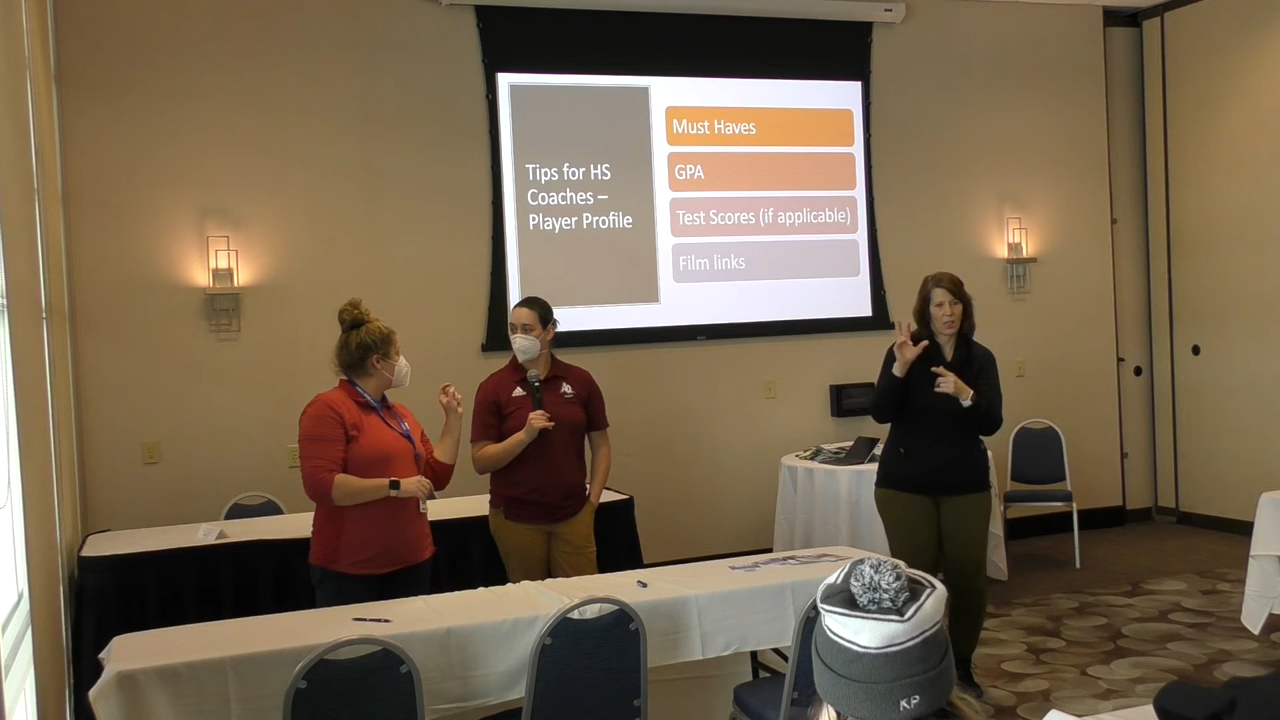 Tips for HS
Coaches –
Player Profile
Must Haves
GPA
Test Scores (if applicable)
Film links
KP